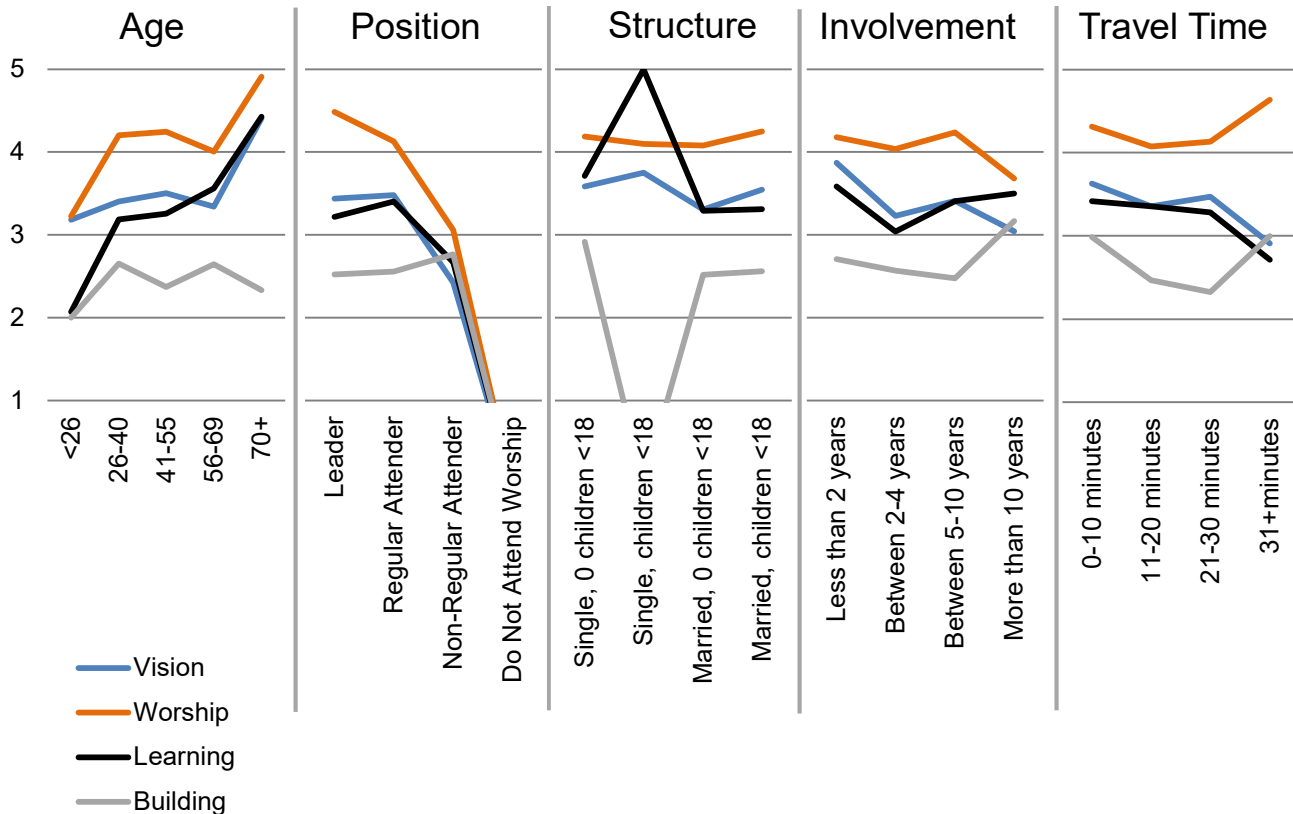 Age
Position
Structure
Involvement
Travel Time
5
4
3
2
1
<26
26-40
41-55
56-69
70+
Leader
Regular Attender
Non-Regular Attender
Do Not Attend Worship
Single, 0 children <18
Single, children <18
Married, 0 children <18
Married, children <18
Less than 2 years
Between 2-4 years
Between 5-10 years
More than 10 years
0-10 minutes
11-20 minutes
21-30 minutes
31+minutes
Vision
Worship
Learning
Building